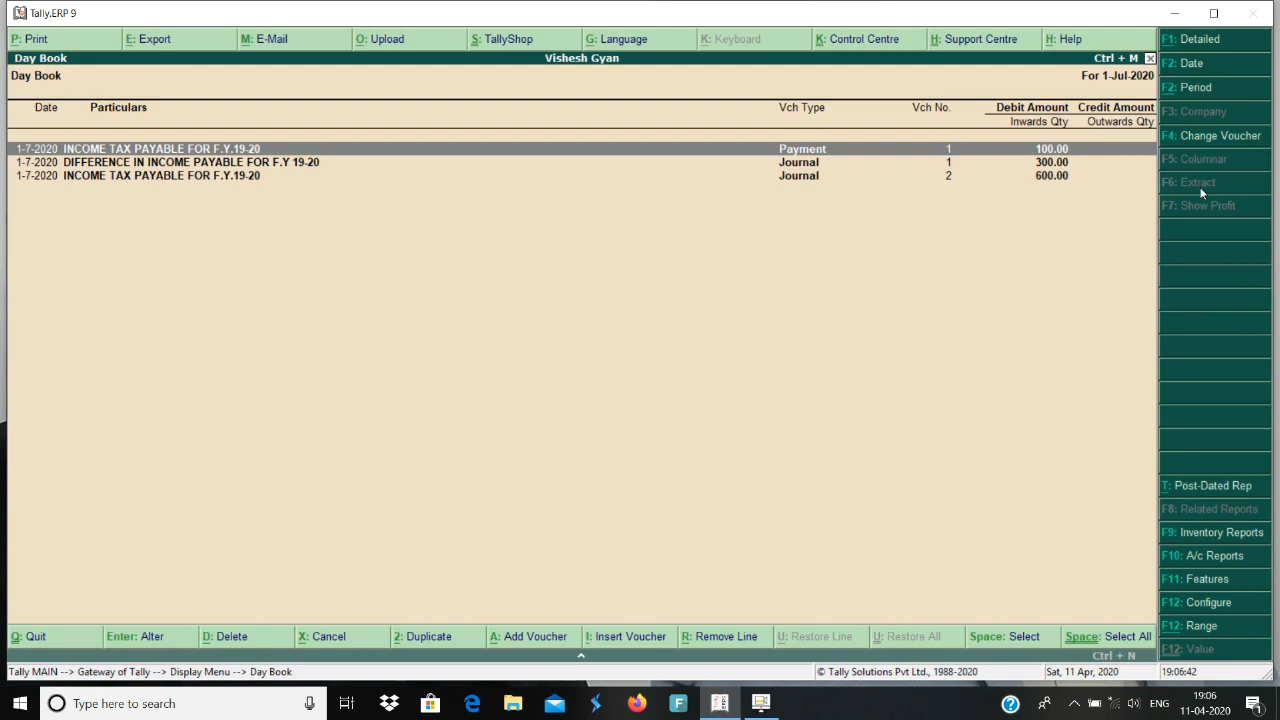 Tally.ERP 9
P: Print E: Export M: E-Mail O: Upload S: TallyShop G: Language K: Keyboard K: Control Centre H: Support Centre H: Help
Day Book Vishesh Gyan Ctrl + M
Day Book For 1-Jul-2020
Date Particulars Vch Type Vch No. Debit Amount Credit Amount
Inwards Qty Outwards Qty
1-7-2020 INCOME TAX PAYABLE FOR F.Y.19-20 Payment 1 100.00
1-7-2020 DIFFERENCE IN INCOME PAYABLE FOR F.Y 19-20 Journal 1 300.00
1-7-2020 INCOME TAX PAYABLE FOR F.Y.19-20 Journal 2 600.00
F1: Detailed
F2: Date
F2: Period
F3: Company
F4: Change Voucher
F5: Columnar
F6: Extract
F7: Show Profit
T: Post-Dated Rep
F8: Related Reports
F9: Inventory Reports
F10: A/c Reports
F11: Features
F12: Configure
F12: Range
F12: Value
Q: Quit Enter: Alter D: Delete X: Cancel 2: Duplicate A: Add Voucher I: Insert Voucher R: Remove Line U: Restore Line U: Restore All Space: Select Space: Select All
Ctrl + N
Tally MAIN --> Gateway of Tally --> Display Menu --> Day Book © Tally Solutions Pvt Ltd., 1988-2020 Sat, 11 Apr, 2020 19:06:42
Type here to search ENG 19:06
11-04-2020